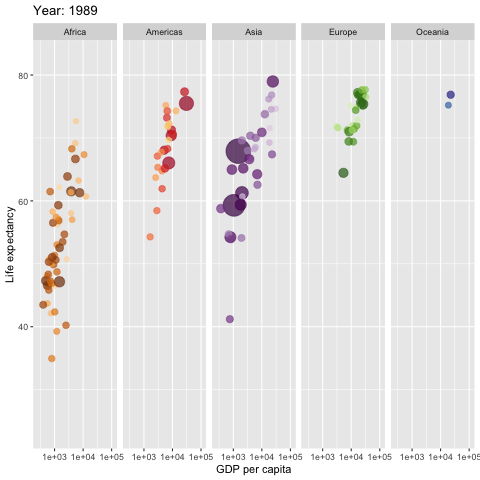 Year: 1989
Africa Americas Asia Europe Oceania
80
60
40
Life expectancy
1e+03 1e+04 1e+05 1e+03 1e+04 1e+05 1e+03 1e+04 1e+05 1e+03 1e+04 1e+05 1e+03 1e+04 1e+05
GDP per capita